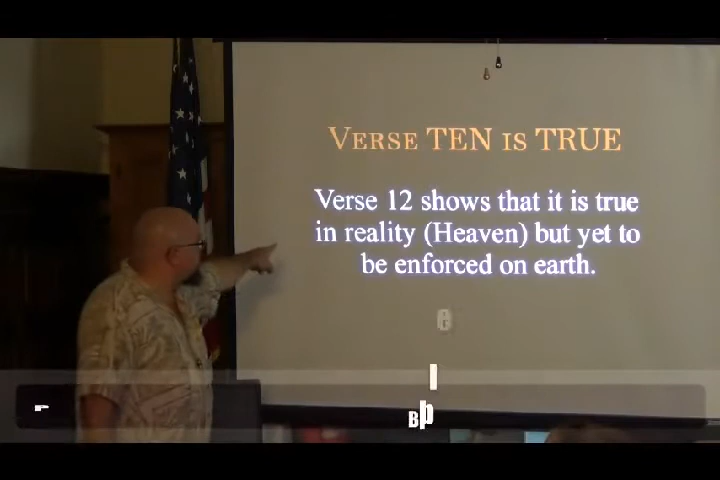 VERSE TEN IS TRUE
Verse 12 shows that it is true
in reality (Heaven) but yet to
be enforced on earth.